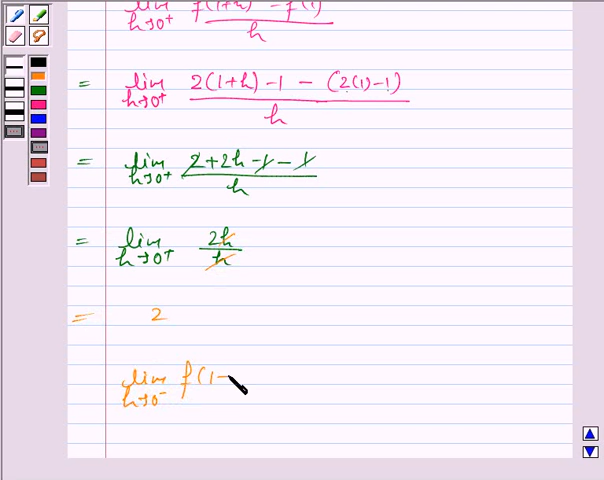 lim h→0⁺ f(1+h) - f(1) / h
= lim h→0⁺ 2(1+h)-1 - (2(1)-1) / h
= lim h→0⁺ 2+2h-1-1 / h
= lim h→0⁺ 2h / h
= 2
lim h→0⁻ f(1-